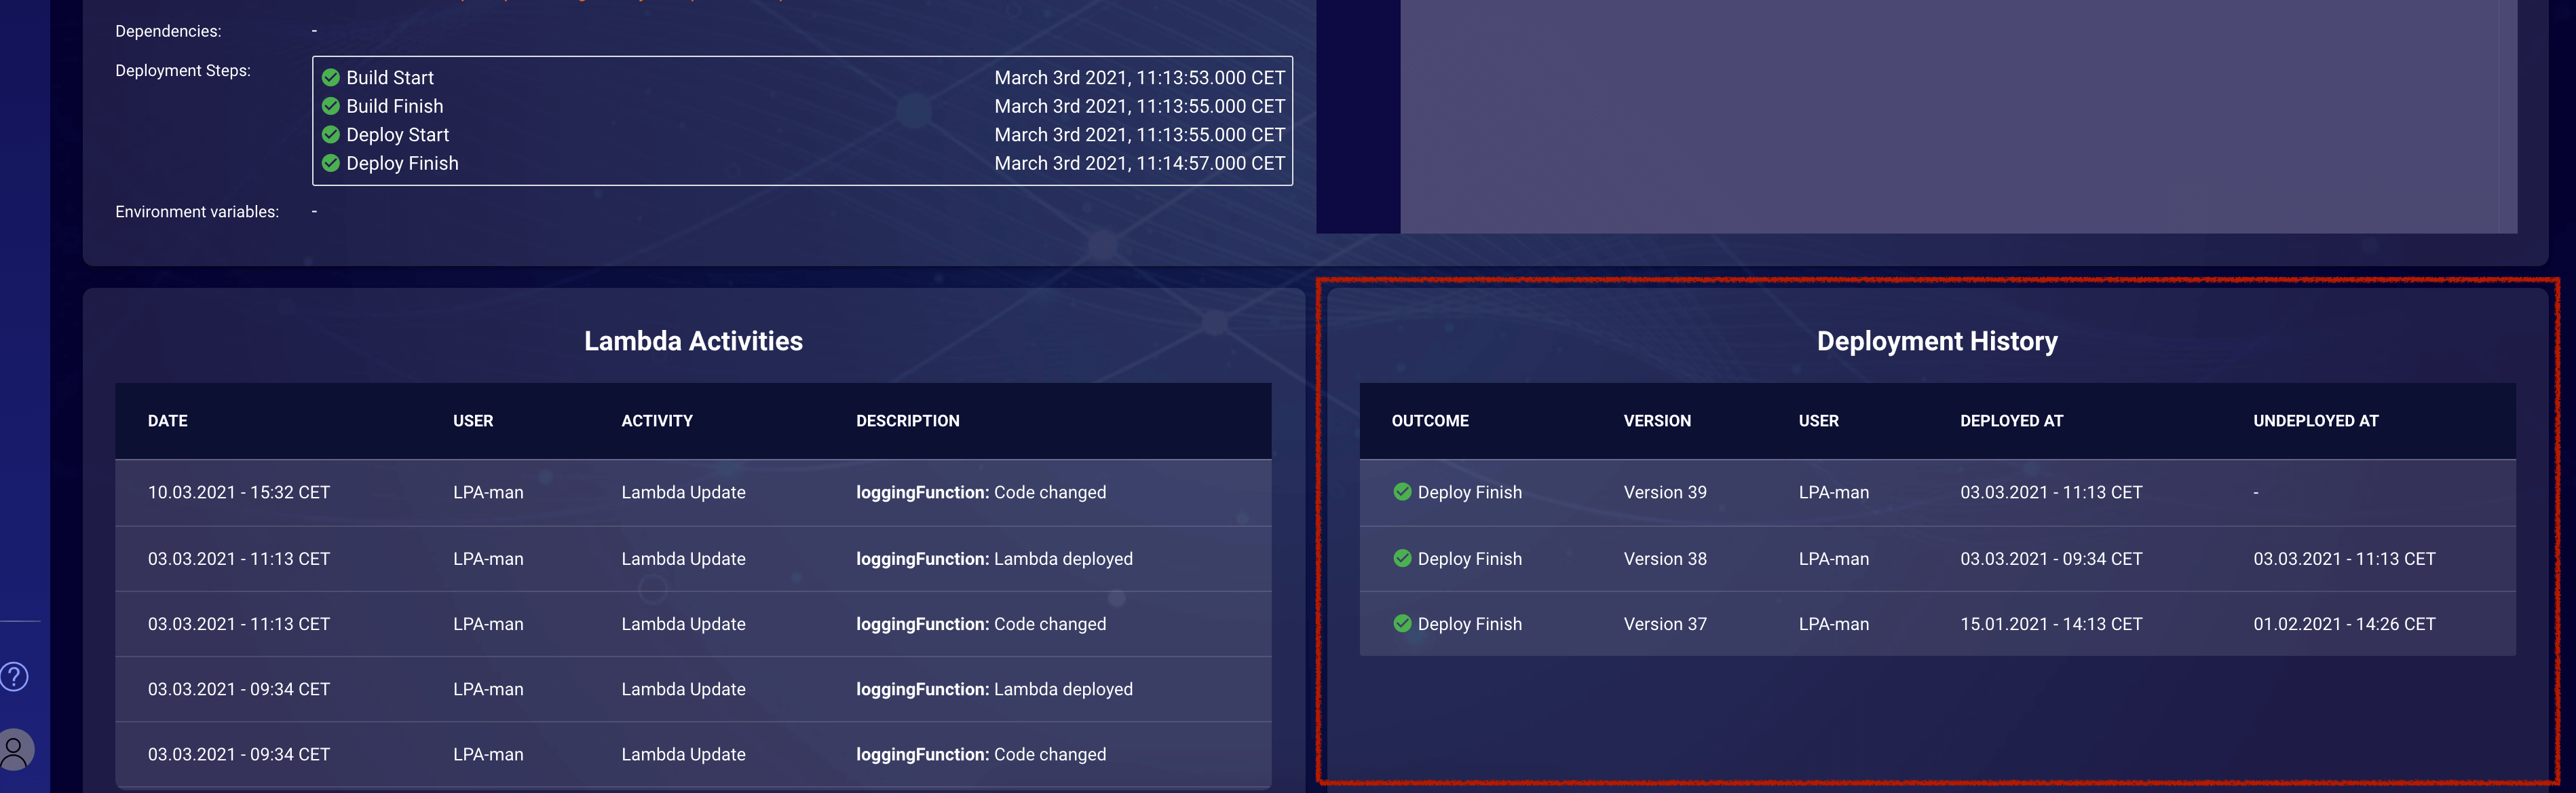 Dependencies: -
Deployment Steps:
Build Start March 3rd 2021, 11:13:53.000 CET
Build Finish March 3rd 2021, 11:13:55.000 CET
Deploy Start March 3rd 2021, 11:13:55.000 CET
Deploy Finish March 3rd 2021, 11:14:57.000 CET
Environment variables: -
Lambda Activities
DATE USER ACTIVITY DESCRIPTION
10.03.2021 - 15:32 CET LPA-man Lambda Update loggingFunction: Code changed
03.03.2021 - 11:13 CET LPA-man Lambda Update loggingFunction: Lambda deployed
03.03.2021 - 11:13 CET LPA-man Lambda Update loggingFunction: Code changed
03.03.2021 - 09:34 CET LPA-man Lambda Update loggingFunction: Lambda deployed
03.03.2021 - 09:34 CET LPA-man Lambda Update loggingFunction: Code changed
Deployment History
OUTCOME VERSION USER DEPLOYED AT UNDEPLOYED AT
Deploy Finish Version 39 LPA-man 03.03.2021 - 11:13 CET -
Deploy Finish Version 38 LPA-man 03.03.2021 - 09:34 CET 03.03.2021 - 11:13 CET
Deploy Finish Version 37 LPA-man 15.01.2021 - 14:13 CET 01.02.2021 - 14:26 CET